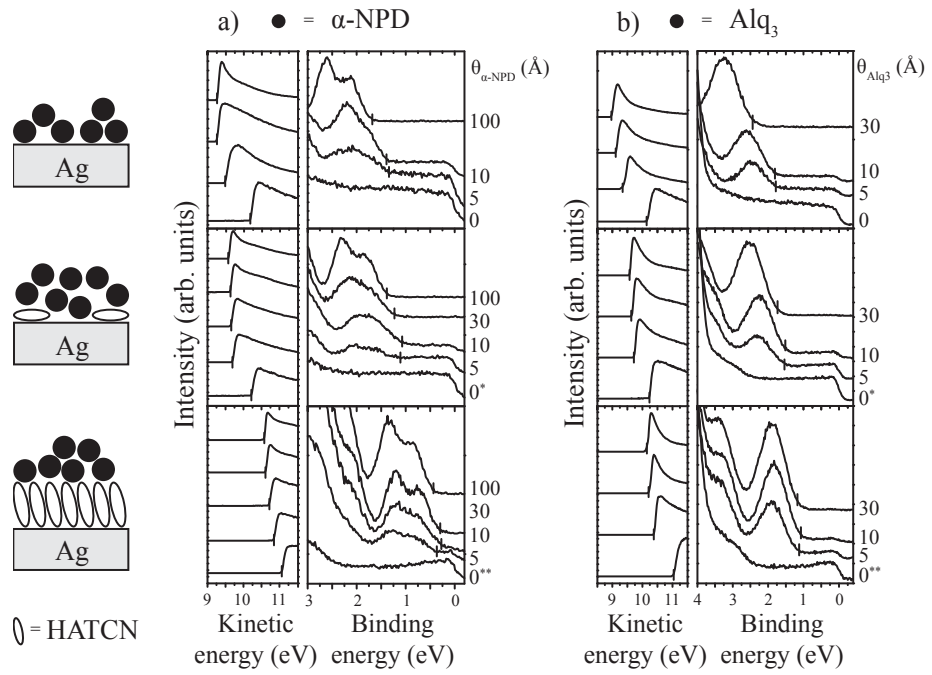 a) ● = α-NPD
b) ● = Alq₃
θα-NPD (Å)
100
10
5
0
100
30
10
5
0*
100
30
10
5
0**
θAlq3 (Å)
30
10
5
0
30
10
5
0*
30
10
5
0**
Ag
Ag
Ag
= HATCN
Intensity (arb. units)
Intensity (arb. units)
9 10 11
3 2 1 0
9 10 11
4 3 2 1 0
Kinetic
energy (eV)
Binding
energy (eV)
Kinetic
energy (eV)
Binding
energy (eV)